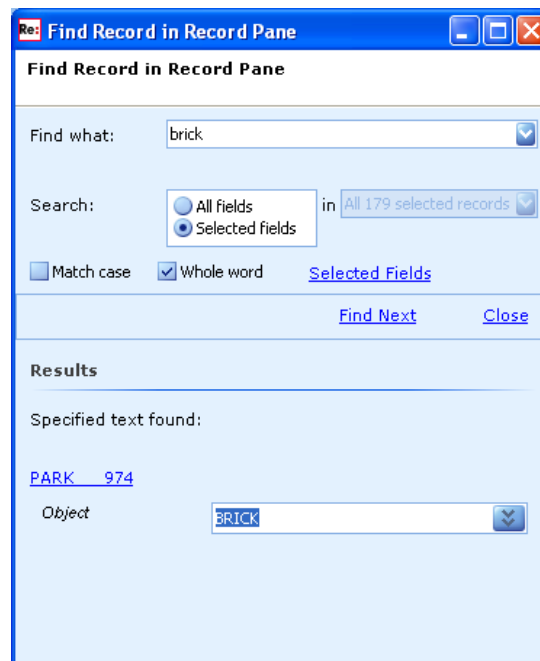 Re: Find Record in Record Pane
Find Record in Record Pane
Find what: brick
Search: All fields in All 179 selected records
Selected fields
Match case Whole word Selected Fields
Find Next Close
Results
Specified text found:
PARK 974
Object BRICK